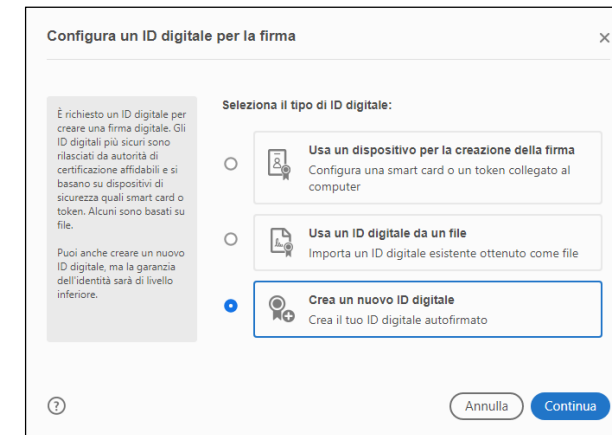 Configura un ID digitale per la firma
È richiesto un ID digitale per
creare una firma digitale. Gli
ID digitali più sicuri sono
rilasciati da autorità di
certificazione affidabili e si
basano su dispositivi di
sicurezza quali smart card o
token. Alcuni sono basati su
file.
Puoi anche creare un nuovo
ID digitale, ma la garanzia
dell'identità sarà di livello
inferiore.
Seleziona il tipo di ID digitale:
Usa un dispositivo per la creazione della firma
Configura una smart card o un token collegato al
computer
Usa un ID digitale da un file
Importa un ID digitale esistente ottenuto come file
Crea un nuovo ID digitale
Crea il tuo ID digitale autofirmato
?
Annulla
Continua